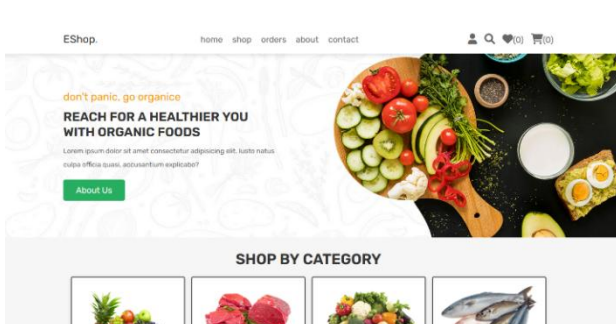 EShop.
home shop orders about contact
(0) (0)
don't panic, go organice
REACH FOR A HEALTHIER YOU
WITH ORGANIC FOODS
Lorem ipsum dolor sit amet consectetur adipisicing elit. Iusto natus
culpa officia quasi, accusantium explicabo?
About Us
SHOP BY CATEGORY